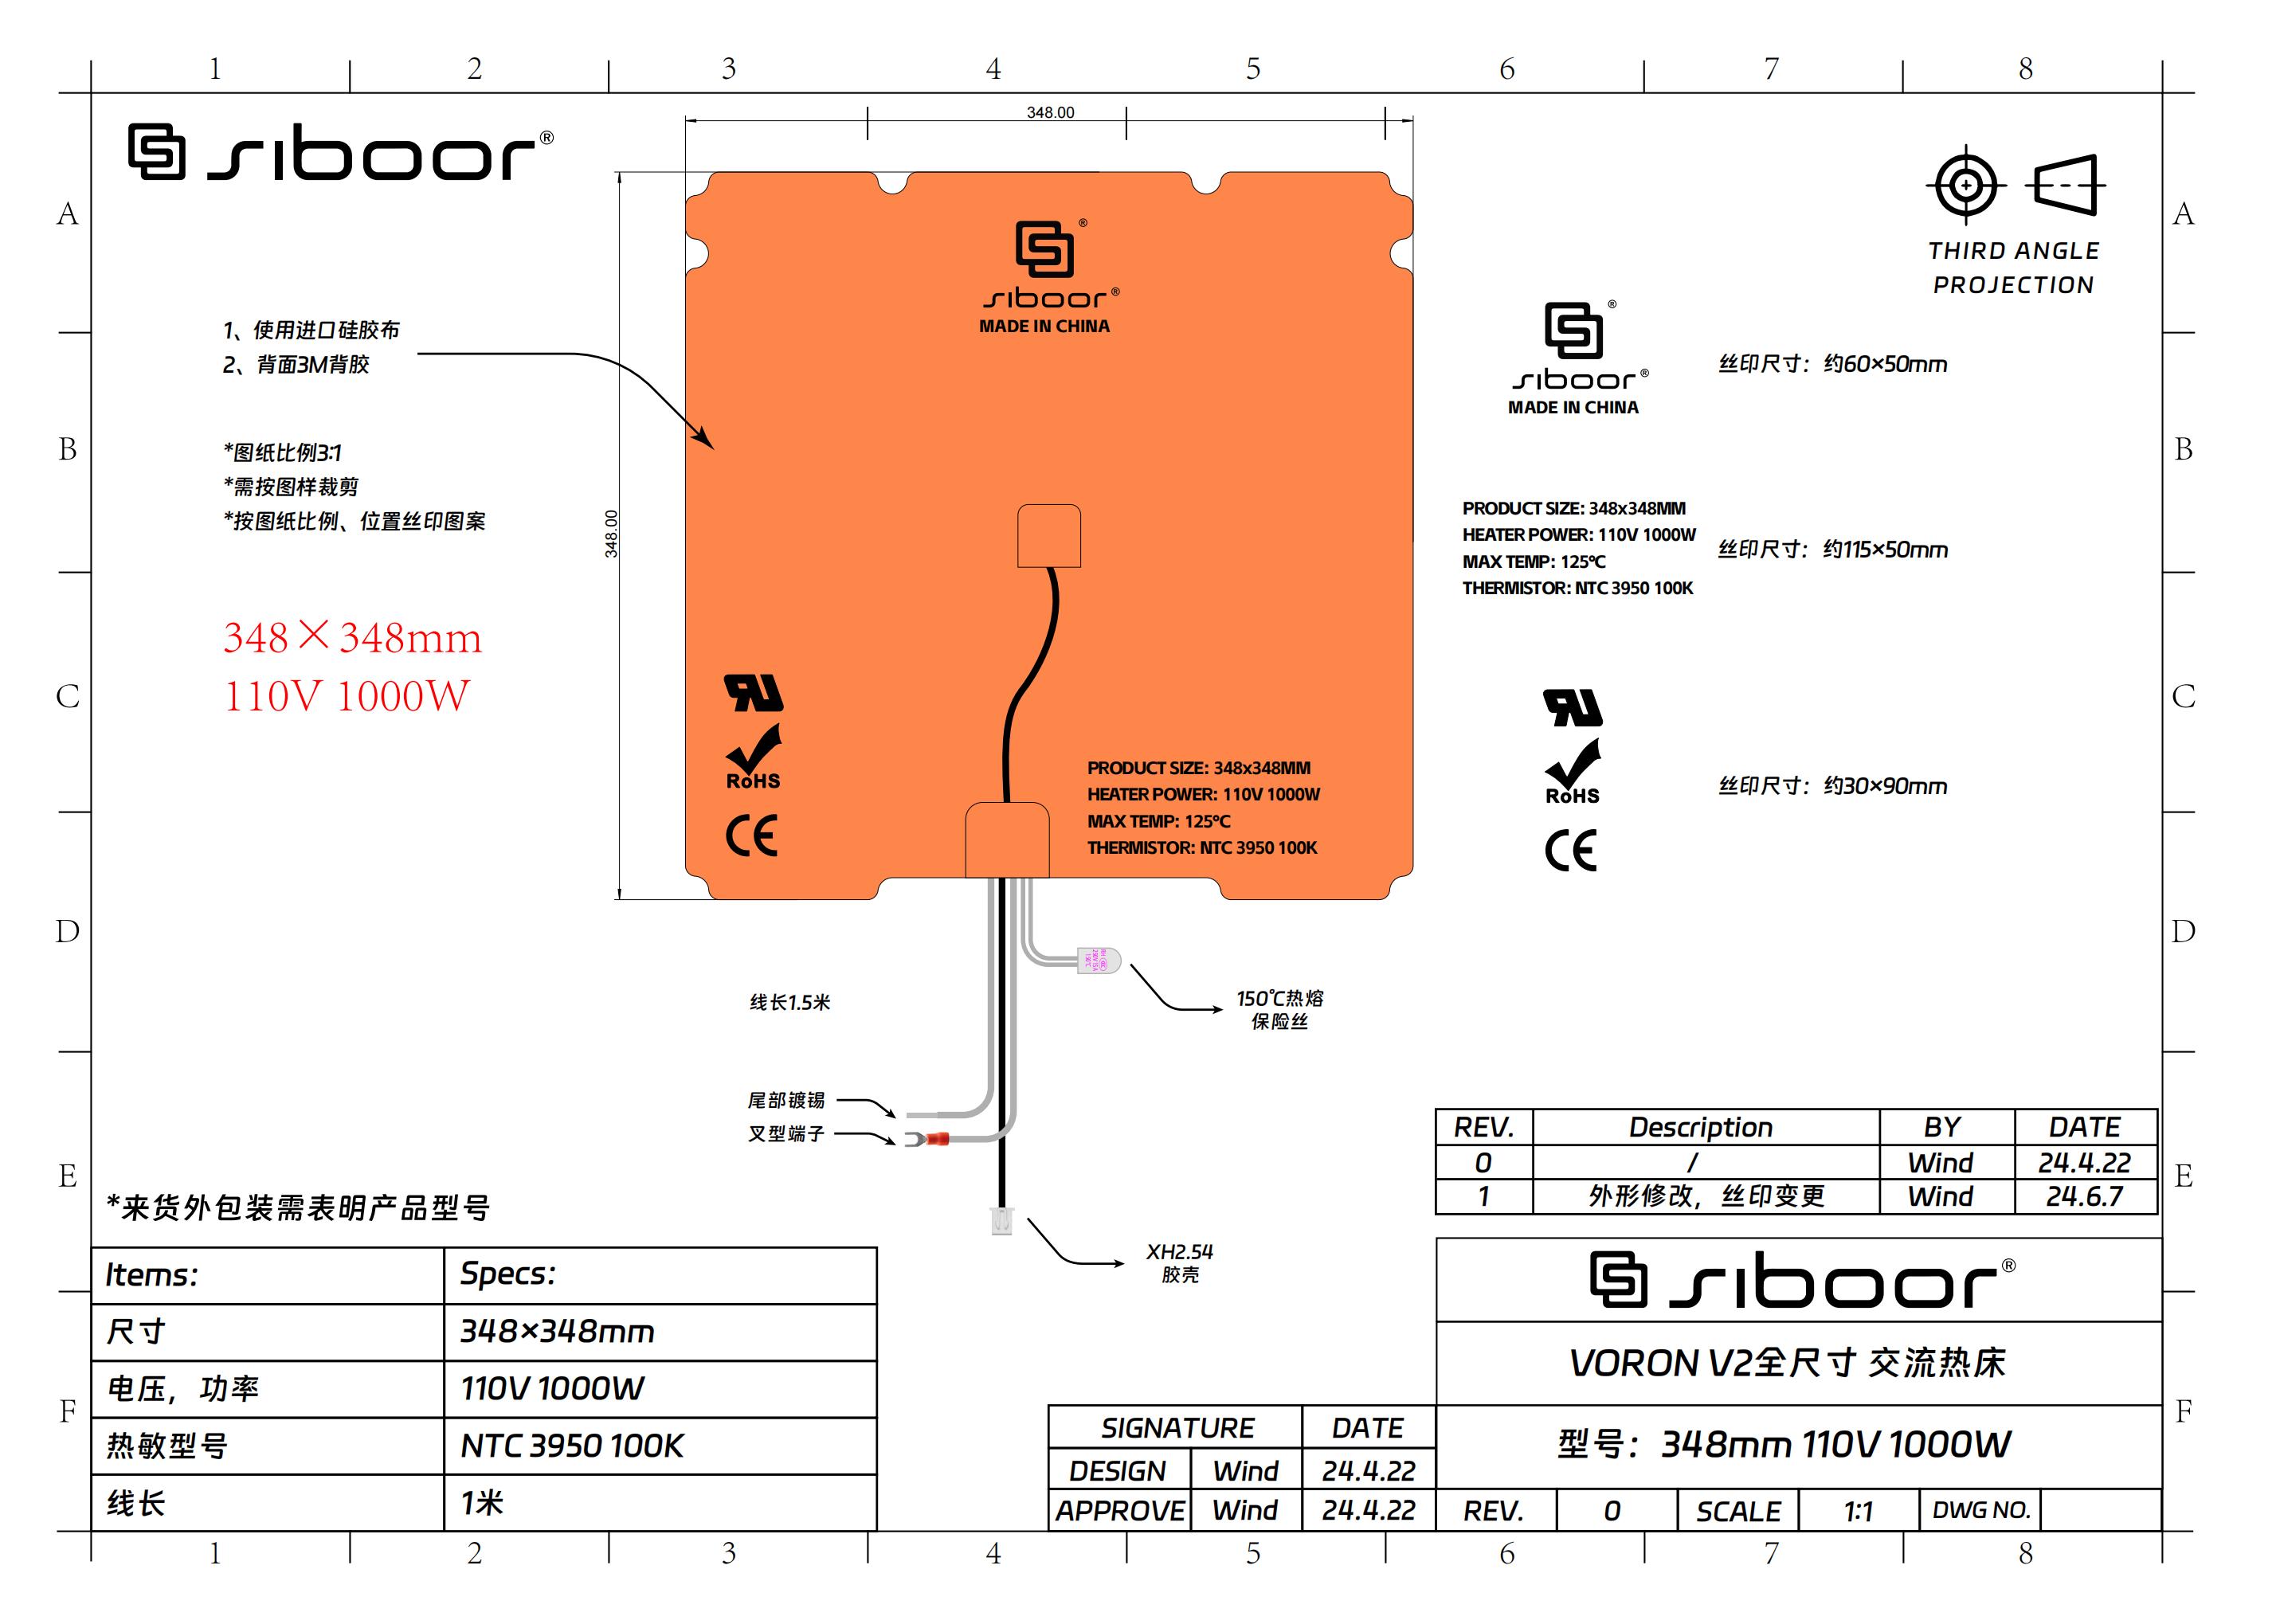 1 2 3 4 5 6 7 8
siboor®
348.00
A
A
THIRD ANGLE
PROJECTION
siboor®
MADE IN CHINA
1、使用进口硅胶布
2、背面3M背胶
siboor®
MADE IN CHINA
丝印尺寸：约60×50mm
B
B
*图纸比例3:1
*需按图样裁剪
*按图纸比例、位置丝印图案
348.00
PRODUCT SIZE: 348x348MM
HEATER POWER: 110V 1000W
MAX TEMP: 125℃
THERMISTOR: NTC 3950 100K
丝印尺寸：约115×50mm
348×348mm
110V 1000W
C
C
RoHS
CE
PRODUCT SIZE: 348x348MM
HEATER POWER: 110V 1000W
MAX TEMP: 125℃
THERMISTOR: NTC 3950 100K
RoHS
CE
丝印尺寸：约30×90mm
D
D
线长1.5米
150℃热熔
保险丝
尾部镀锡
叉型端子
XH2.54
胶壳
E
E
REV. Description BY DATE
0 / Wind 24.4.22
1 外形修改，丝印变更 Wind 24.6.7
*来货外包装需表明产品型号
Items: Specs:
尺寸 348×348mm
电压，功率 110V 1000W
热敏型号 NTC 3950 100K
线长 1米
F
F
siboor®
VORON V2全尺寸 交流热床
型号：348mm 110V 1000W
SIGNATURE DATE
DESIGN Wind 24.4.22
APPROVE Wind 24.4.22
REV. 0 SCALE 1:1 DWG NO.
1 2 3 4 5 6 7 8